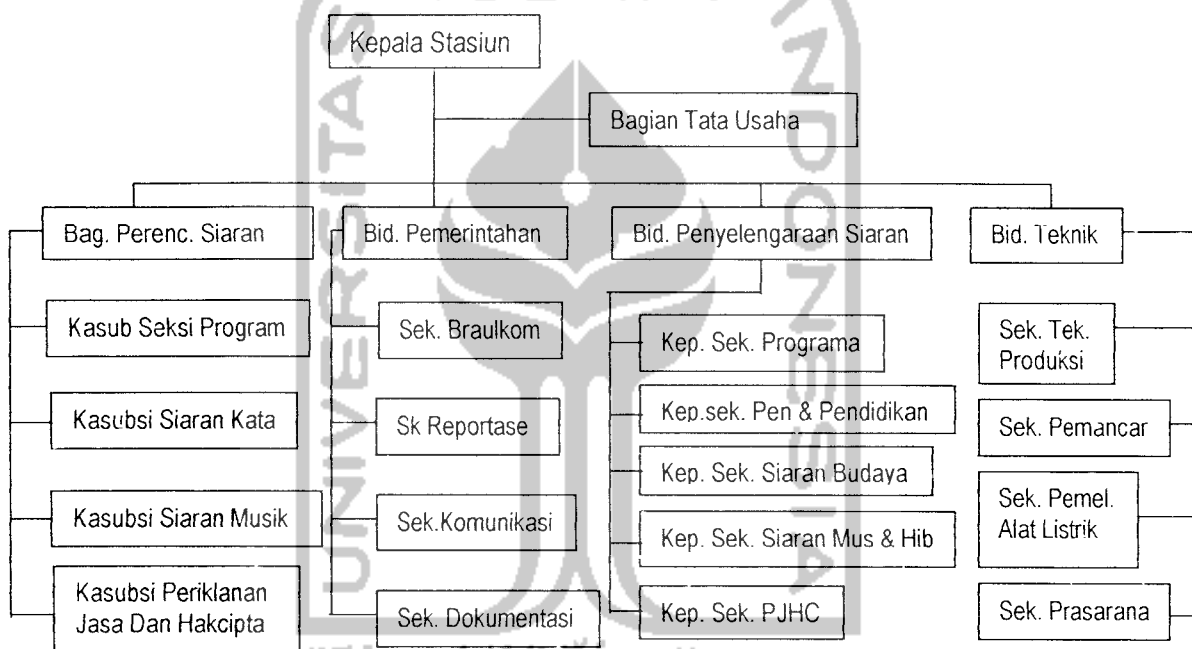 Kepala Stasiun
Bagian Tata Usaha
Bag. Perenc. Siaran
Bid. Pemerintahan
Bid. Penyelengaraan Siaran
Bid. Teknik
Kasub Seksi Program
Kasubsi Siaran Kata
Kasubsi Siaran Musik
Kasubsi Periklanan
Jasa Dan Hakcipta
Sek. Braulkom
Sk Reportase
Sek.Komunikasi
Sek. Dokumentasi
Kep. Sek. Programa
Kep.sek. Pen & Pendidikan
Kep. Sek. Siaran Budaya
Kep. Sek. Siaran Mus & Hib
Kep. Sek. PJHC
Sek. Tek.
Produksi
Sek. Pemancar
Sek. Pemel.
Alat Listrik
Sek. Prasarana
UNIVERSITAS
INDONESIA